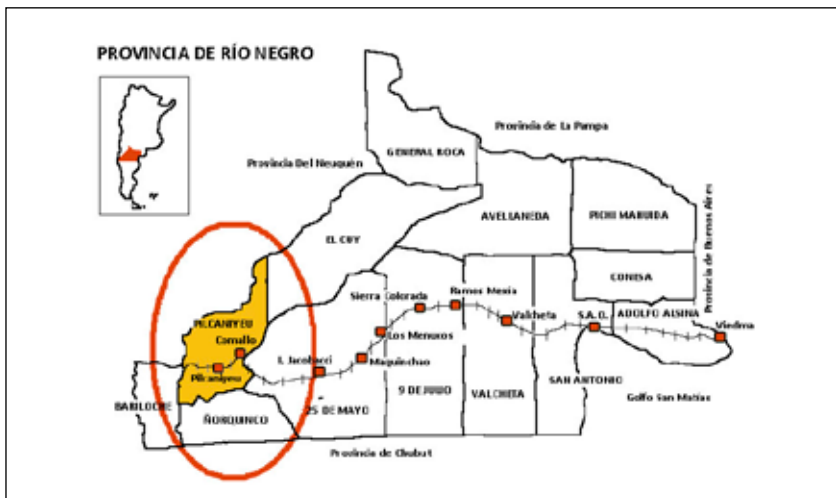 PROVINCIA DE RÍO NEGRO
Provincia de La Pampa
GENERAL ROCA
Provincia Del Neuquén
AVELLANEDA
PICHI MAHUIDA
Provincia de Buenos Aires
EL CUY
CONESA
Sierra Colorada
Ramos Mexía
PILCANIYEU
Valcheta
S.A.O.
ADOLFO ALSINA
Viedma
Comallo
Los Menucos
I. Jacobacci
Maquinchao
Pilcaniyeu
9 DE JULIO
VALCHETA
SAN ANTONIO
BARILOCHE
ÑORQUINCO
25 DE MAYO
Golfo San Matías
Provincia de Chubut